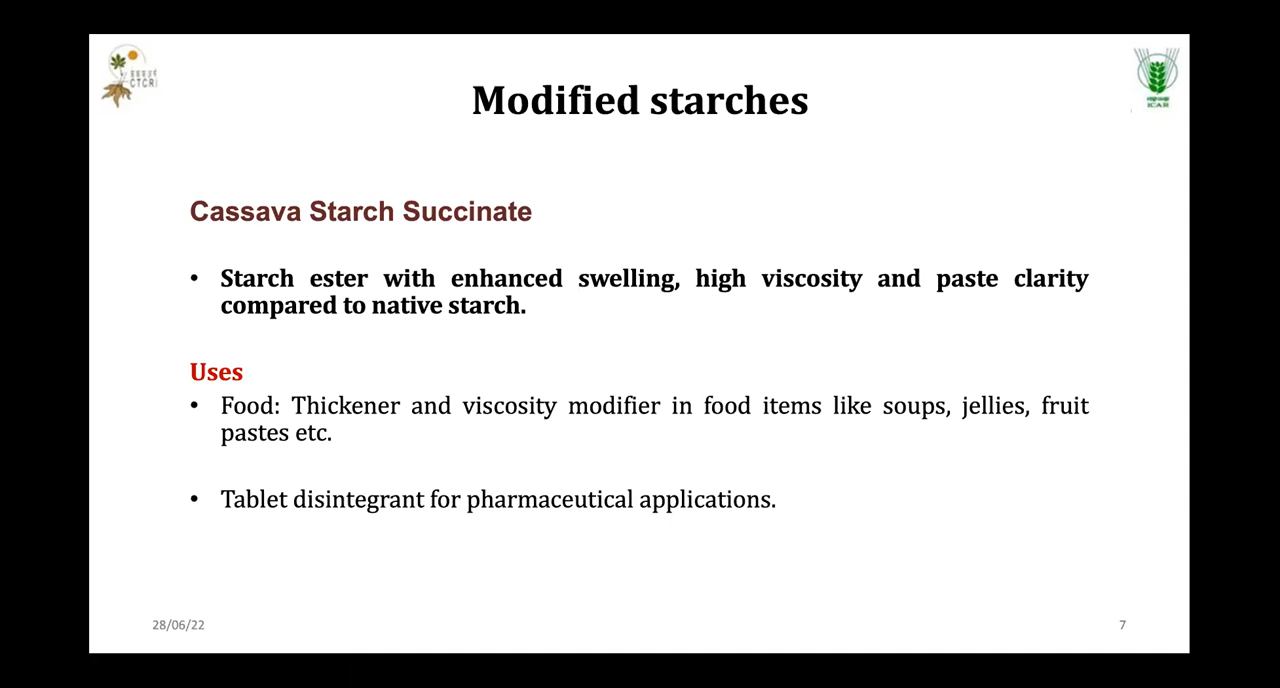 CTCRI
ICAR
Modified starches
Cassava Starch Succinate
• Starch ester with enhanced swelling, high viscosity and paste clarity
compared to native starch.
Uses
• Food: Thickener and viscosity modifier in food items like soups, jellies, fruit
pastes etc.
• Tablet disintegrant for pharmaceutical applications.
28/06/22
7